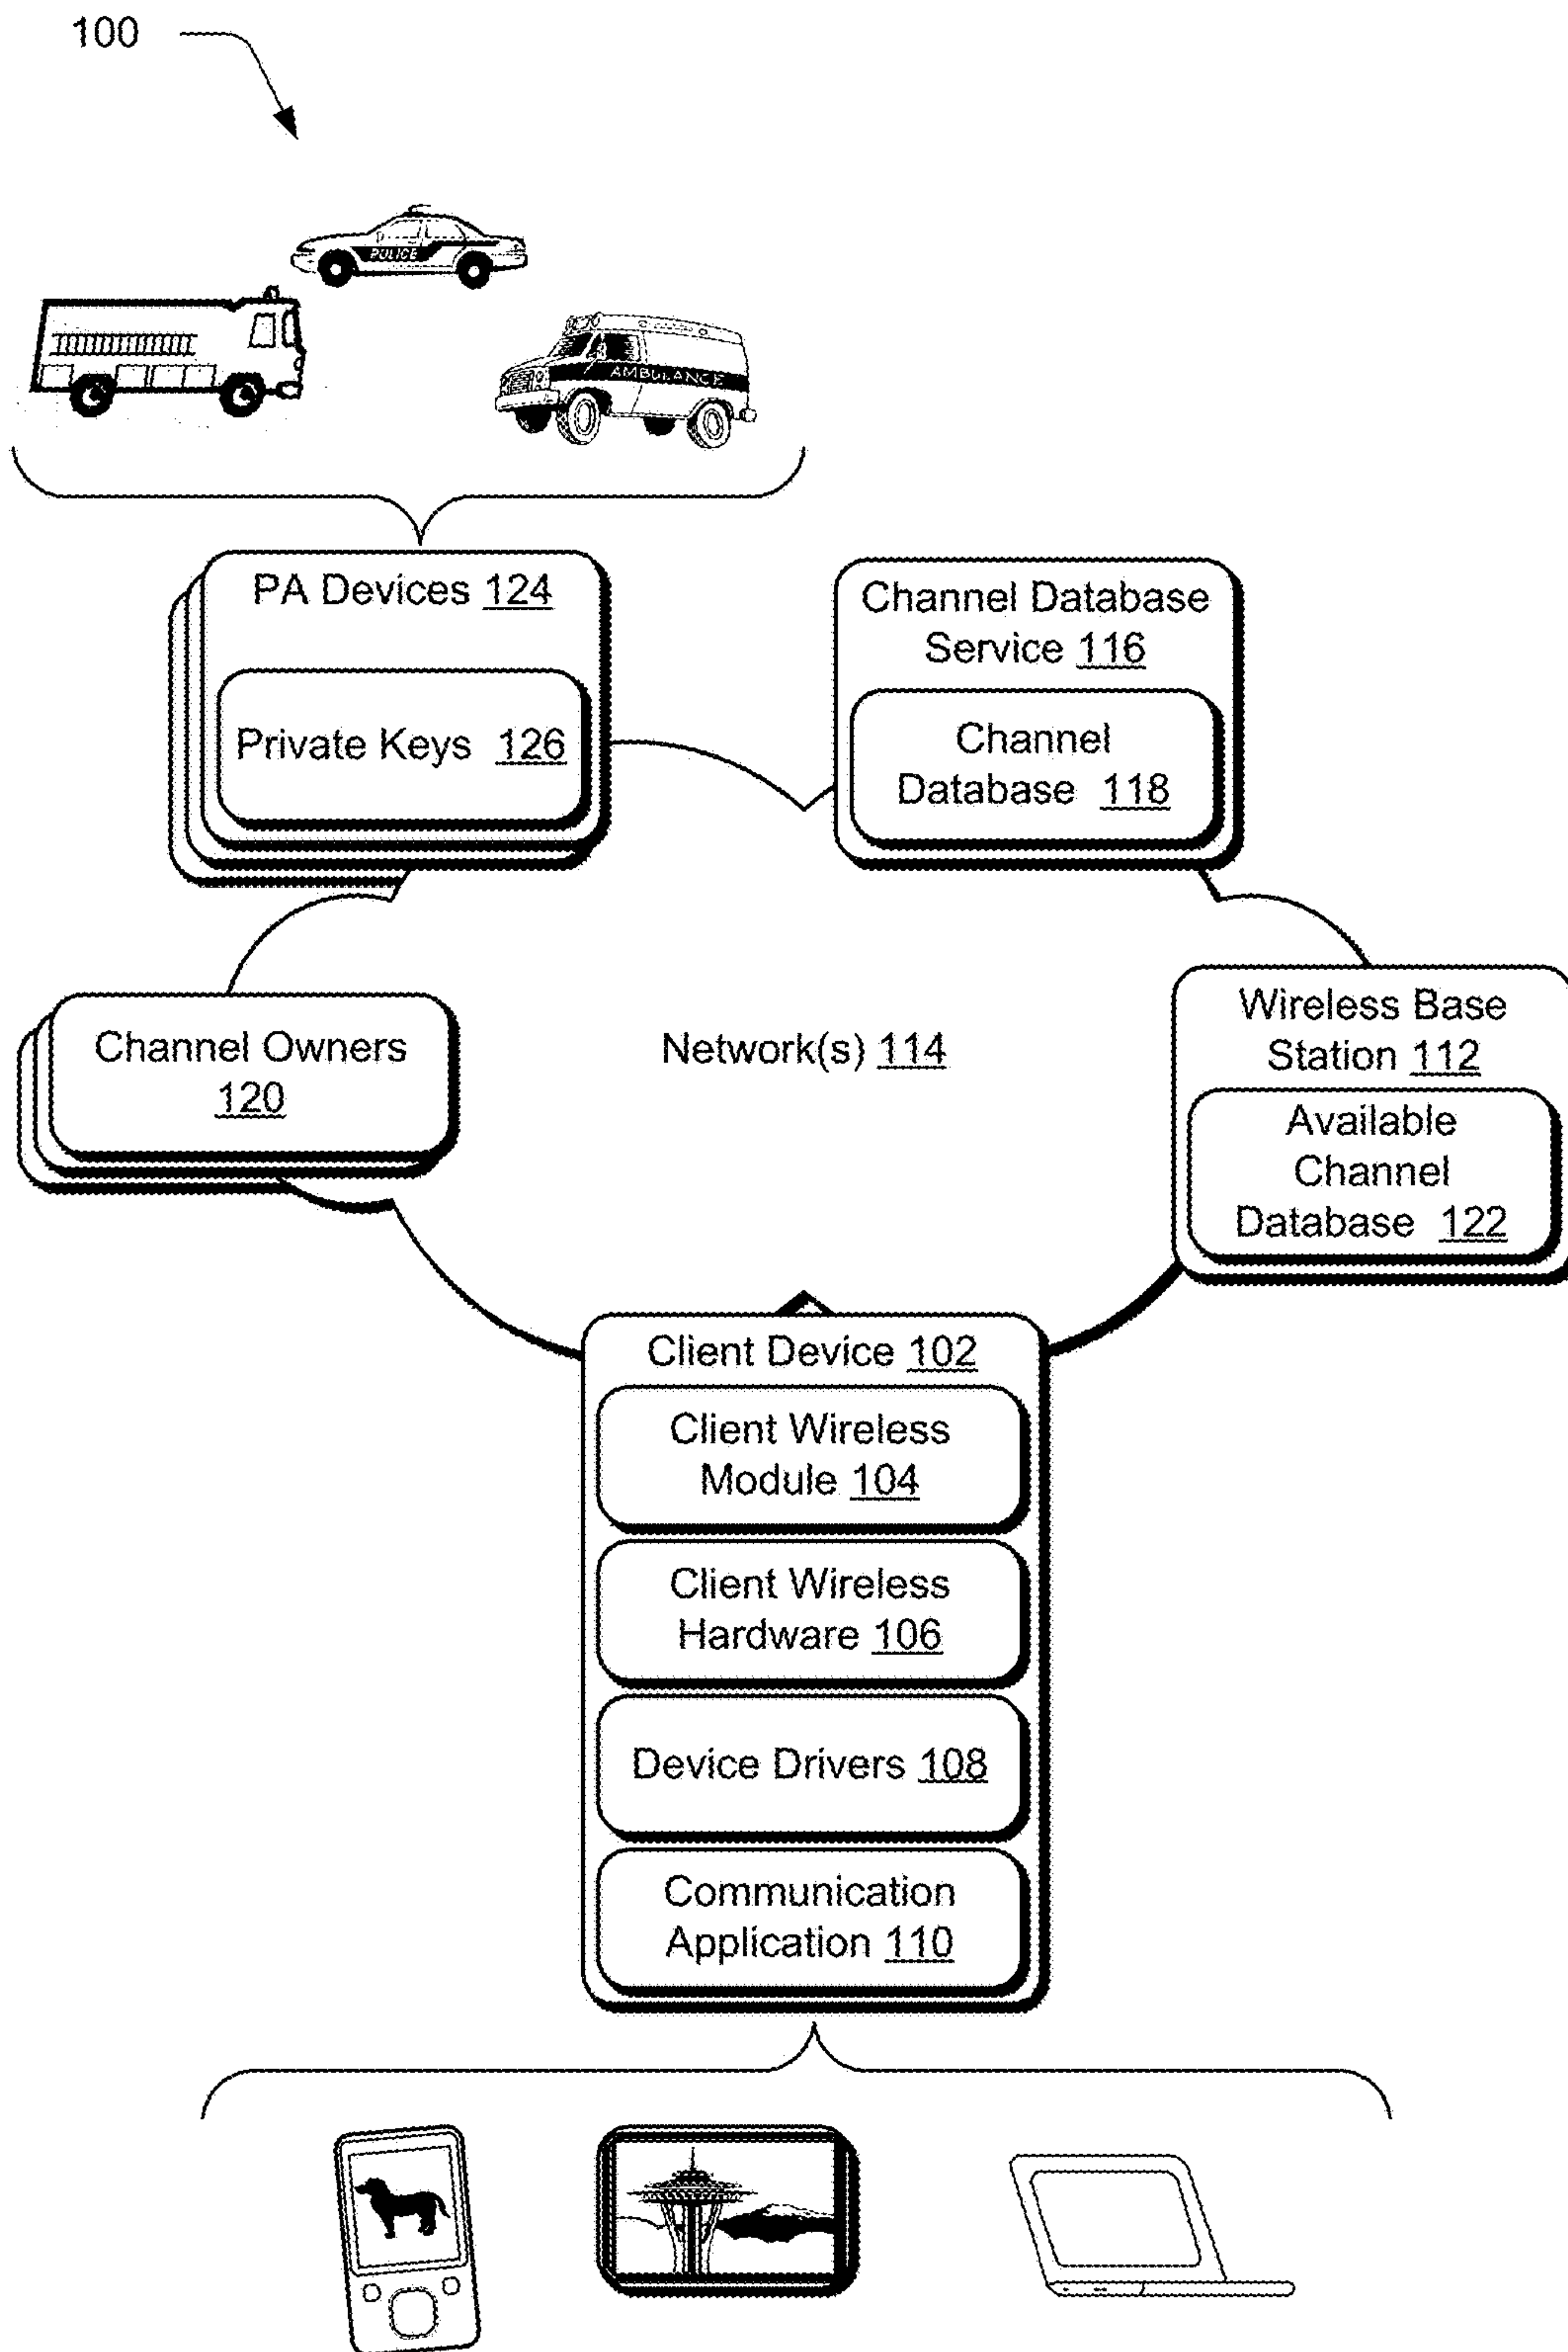 100
POLICE
AMBULANCE
PA Devices 124
Private Keys 126
Channel Database
Service 116
Channel
Database 118
Channel Owners
120
Network(s) 114
Wireless Base
Station 112
Available
Channel
Database 122
Client Device 102
Client Wireless
Module 104
Client Wireless
Hardware 106
Device Drivers 108
Communication
Application 110